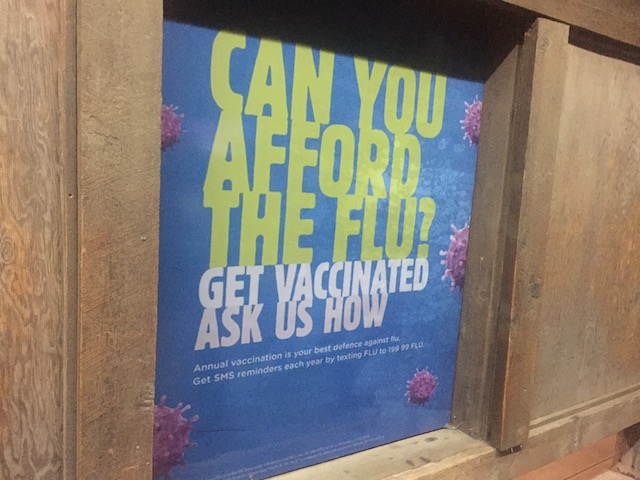 CAN YOU
AFFORD
THE FLU?
GET VACCINATED
ASK US HOW
Annual vaccination is your best defence against flu.
Get SMS reminders each year by texting FLU to 199 99 FLU.